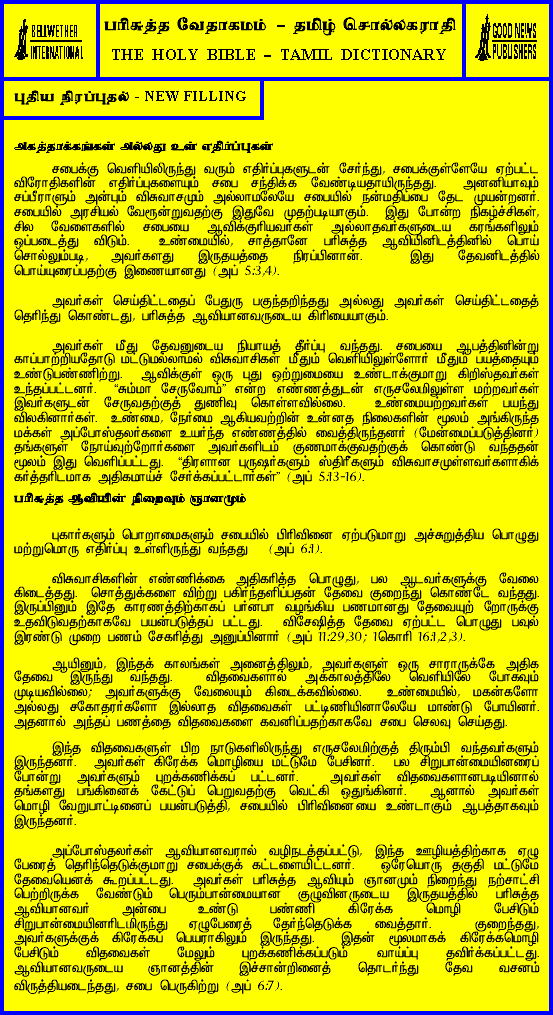 BELLWETHER
INTERNATIONAL
பரிசுத்த வேதாகமம் – தமிழ் சொல்லகராதி
THE HOLY BIBLE – TAMIL DICTIONARY
GOOD NEWS
PUBLISHERS
புதிய நிரப்புதல் - NEW FILLING
அகத்தாக்கங்கள் அல்லது உள் எதிர்ப்புகள்
சபைக்கு வெளியிலிருந்து வரும் எதிர்ப்புகளுடன் சேர்ந்து, சபைக்குள்ளேயே ஏற்பட்ட
விரோதிகளின் எதிர்ப்புகளையும் சபை சந்திக்க வேண்டியதாயிருந்தது. அனனியாவும்
சப்பீராளும் அன்பும் விசுவாசமும் அல்லாமலேயே சபையில் நன்மதிப்பை தேட முயன்றனர்.
சபையில் அரசியல் வேரூன்றுவதற்கு இதுவே முதற்படியாகும். இது போன்ற நிகழ்ச்சிகள்,
சில வேளைகளில் சபையை ஆவிக்குரியவர்கள் அல்லாதவர்களுடைய கரங்களிலும்
ஒப்படைத்து விடும். உண்மையில், சாத்தானே பரிசுத்த ஆவியினிடத்தினில் பொய்
சொல்லும்படி, அவர்களது இருதயத்தை நிரப்பினான். இது தேவனிடத்தில்
பொய்யுரைப்பதற்கு இணையானது (அப் 5:3,4).
அவர்கள் செய்திட்டதைப் பேதுரு பகுந்தறிந்தது அல்லது அவர்கள் செய்திட்டதைத்
தெரிந்து கொண்டது, பரிசுத்த ஆவியானவருடைய கிரியையாகும்.
அவர்கள் மீது தேவனுடைய நியாயத் தீர்ப்பு வந்தது. சபையை ஆபத்தினின்று
காப்பாற்றியதோடு மட்டுமல்லாமல் விசுவாசிகள் மீதும் வெளியிலுள்ளோர் மீதும் பயத்தையும்
உண்டுபண்ணிற்று. ஆவிக்குள் ஒரு புது ஒற்றுமையை உண்டாக்குமாறு கிறிஸ்தவர்கள்
உந்தப்பட்டனர். “சும்மா சேருவோம்” என்ற எண்ணத்துடன் எருசலேமிலுள்ள மற்றவர்கள்
இவர்களுடன் சேருவதற்குத் துணிவு கொள்ளவில்லை. உண்மையற்றவர்கள் பயந்து
விலகினார்கள். உண்மை, நேர்மை ஆகியவற்றின் உன்னத நிலைகளின் மூலம் அங்கிருந்த
மக்கள் அப்போஸ்தலர்களை உயர்ந்த எண்ணத்தில் வைத்திருந்தனர் (மேன்மைப்படுத்தினர்)
தங்களுள் நோய்வுற்றோர்களை அவர்களிடம் குணமாக்குவதற்குக் கொண்டு வந்ததன்
மூலம் இது வெளிப்பட்டது. “திரளான புருஷர்களும் ஸ்திரீகளும் விசுவாசமுள்ளவர்களாகிக்
கர்த்தரிடமாக அதிகமாய்ச் சேர்க்கப்பட்டார்கள்” (அப் 5:13-16).
பரிசுத்த ஆவியின் நிறைவும் ஞானமும்
புகார்களும் பொறாமைகளும் சபையில் பிரிவினை ஏற்படுமாறு அச்சுறுத்திய பொழுது
மற்றுமொரு எதிர்ப்பு உள்ளிருந்து வந்தது (அப் 6:1).
விசுவாசிகளின் எண்ணிக்கை அதிகரித்த பொழுது, பல ஆடவர்களுக்கு வேலை
கிடைத்தது. சொத்துக்களை விற்று பகிர்ந்தளிப்பதன் தேவை குறைந்து கொண்டே வந்தது.
இருப்பினும் இதே காரணத்திற்காகப் பர்னபா வழங்கிய பணமானது தேவையுற் றோருக்கு
உதவிடுவதற்காகவே பயன்படுத்தப் பட்டது. விசேஷித்த தேவை ஏற்பட்ட பொழுது பவுல்
இரண்டு முறை பணம் சேகரித்து அனுப்பினார் (அப் 11:29,30; 1கொரி 16:1,2,3).
ஆயினும், இந்தக் காலங்கள் அனைத்திலும், அவர்களுள் ஒரு சாராருக்கே அதிக
தேவை இருந்து வந்தது. விதவைகளால் அக்காலத்திலே வெளியிலே போகவும்
முடியவில்லை; அவர்களுக்கு வேலையும் கிடைக்கவில்லை. உண்மையில், மகன்களோ
அல்லது சகோதரர்களோ இல்லாத விதவைகள் பட்டிணியினாலேயே மாண்டு போயினர்.
அதனால் அந்தப் பணத்தை விதவைகளை கவனிப்பதற்காகவே சபை செலவு செய்தது.
இந்த விதவைகளுள் பிற நாடுகளிலிருந்து எருசலேமிற்குத் திரும்பி வந்தவர்களும்
இருந்தனர். அவர்கள் கிரேக்க மொழியை மட்டுமே பேசினர். பல சிறுபான்மையினரைப்
போன்று அவர்களும் புறக்கணிக்கப் பட்டனர். அவர்கள் விதவைகளானபடியினால்
தங்களது பங்கினைக் கேட்டுப் பெறுவதற்கு வெட்கி ஒதுங்கினர். ஆனால் அவர்கள்
மொழி வேறுபாட்டினைப் பயன்படுத்தி, சபையில் பிரிவினையை உண்டாகும் ஆபத்தாகவும்
இருந்தனர்.
அப்போஸ்தலர்கள் ஆவியானவரால் வழிநடத்தப்பட்டு, இந்த ஊழியத்திற்காக ஏழு
பேரைத் தெரிந்தெடுக்குமாறு சபைக்குக் கட்டளையிட்டனர். ஒரேயொரு தகுதி மட்டுமே
தேவையெனக் கூறப்பட்டது. அவர்கள் பரிசுத்த ஆவியும் ஞானமும் நிறைந்து நற்சாட்சி
பெற்றிருக்க வேண்டும் பெரும்பான்மையான குழுவினருடைய இருதயத்தில் பரிசுத்த
ஆவியானவர் அன்பை உண்டு பண்ணி கிரேக்க மொழி பேசிடும்
சிறுபான்மையினரிடமிருந்து ஏழுபேரைத் தேர்ந்தெடுக்க வைத்தார். குறைந்தது,
அவர்களுக்குக் கிரேக்கப் பெயராகிலும் இருந்தது. இதன் மூலமாகக் கிரேக்கமொழி
பேசிடும் விதவைகள் மேலும் புறக்கணிக்கப்படும் வாய்ப்பு தவிர்க்கப்பட்டது.
ஆவியானவருடைய ஞானத்தின் இச்சான்றினைத் தொடர்ந்து தேவ வசனம்
விருத்தியடைந்தது, சபை பெருகிற்று (அப் 6:7).